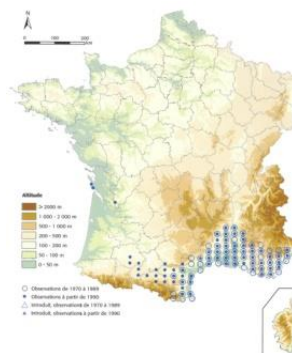 N
0 100 200
Altitude
> 2000 m
1 000 - 2 000 m
500 - 1 000 m
200 - 500 m
100 - 200 m
50 - 100 m
0 - 50 m
Observations de 1970 à 1989
Observations à partir de 1990
Introduit, observations de 1970 à 1989
Introduit, observations à partir de 1990